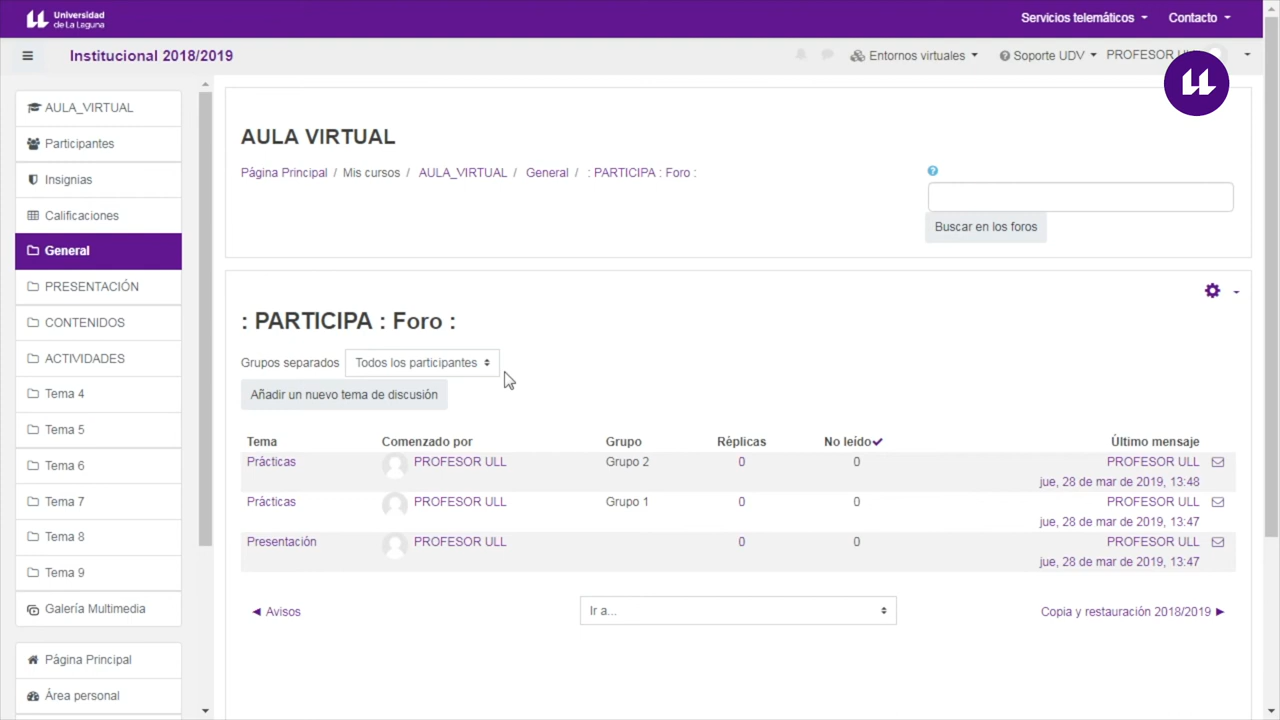 Universidad
de La Laguna
Servicios telemáticos
Contacto
Institucional 2018/2019
Entornos virtuales
Soporte UDV
PROFESOR
AULA_VIRTUAL
Participantes
Insignias
Calificaciones
General
PRESENTACIÓN
CONTENIDOS
ACTIVIDADES
Tema 4
Tema 5
Tema 6
Tema 7
Tema 8
Tema 9
Galería Multimedia
Página Principal
Área personal
AULA VIRTUAL
Página Principal / Mis cursos / AULA_VIRTUAL / General / : PARTICIPA : Foro :
Buscar en los foros
: PARTICIPA : Foro :
Grupos separados Todos los participantes
Añadir un nuevo tema de discusión
Tema Comenzado por Grupo Réplicas No leído Último mensaje
Prácticas PROFESOR ULL Grupo 2 0 0 PROFESOR ULL
jue, 28 de mar de 2019, 13:48
Prácticas PROFESOR ULL Grupo 1 0 0 PROFESOR ULL
jue, 28 de mar de 2019, 13:47
Presentación PROFESOR ULL 0 0 PROFESOR ULL
jue, 28 de mar de 2019, 13:47
◄ Avisos
Ir a...
Copia y restauración 2018/2019 ►